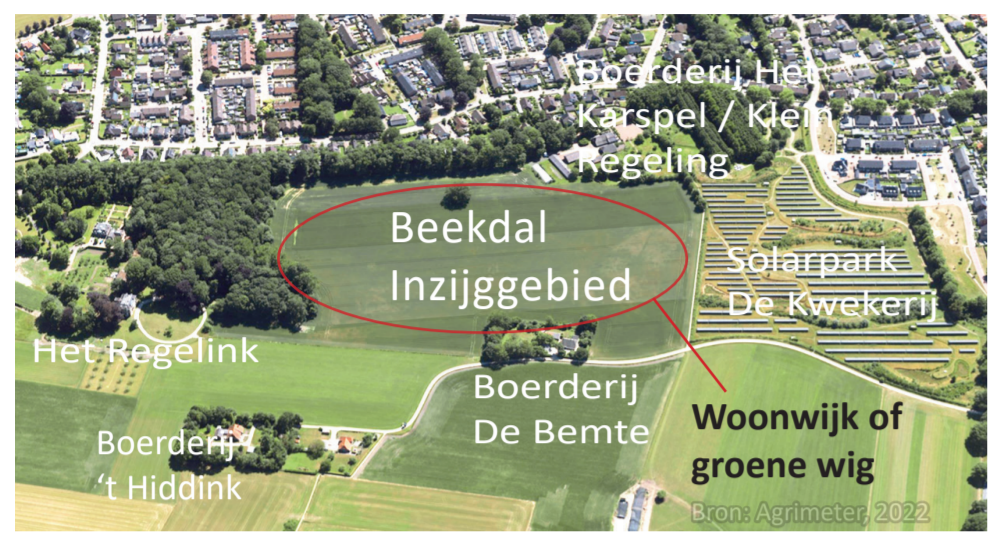 Boerderij Het
Karspel / Klein
Regeling
Beekdal
Inzijggebied
Solarpark
De Kwekerij
Het Regelink
Boerderij
De Bemte
Woonwijk of
groene wig
Boerderij
‘t Hiddink
Bron: Agrimeter, 2022